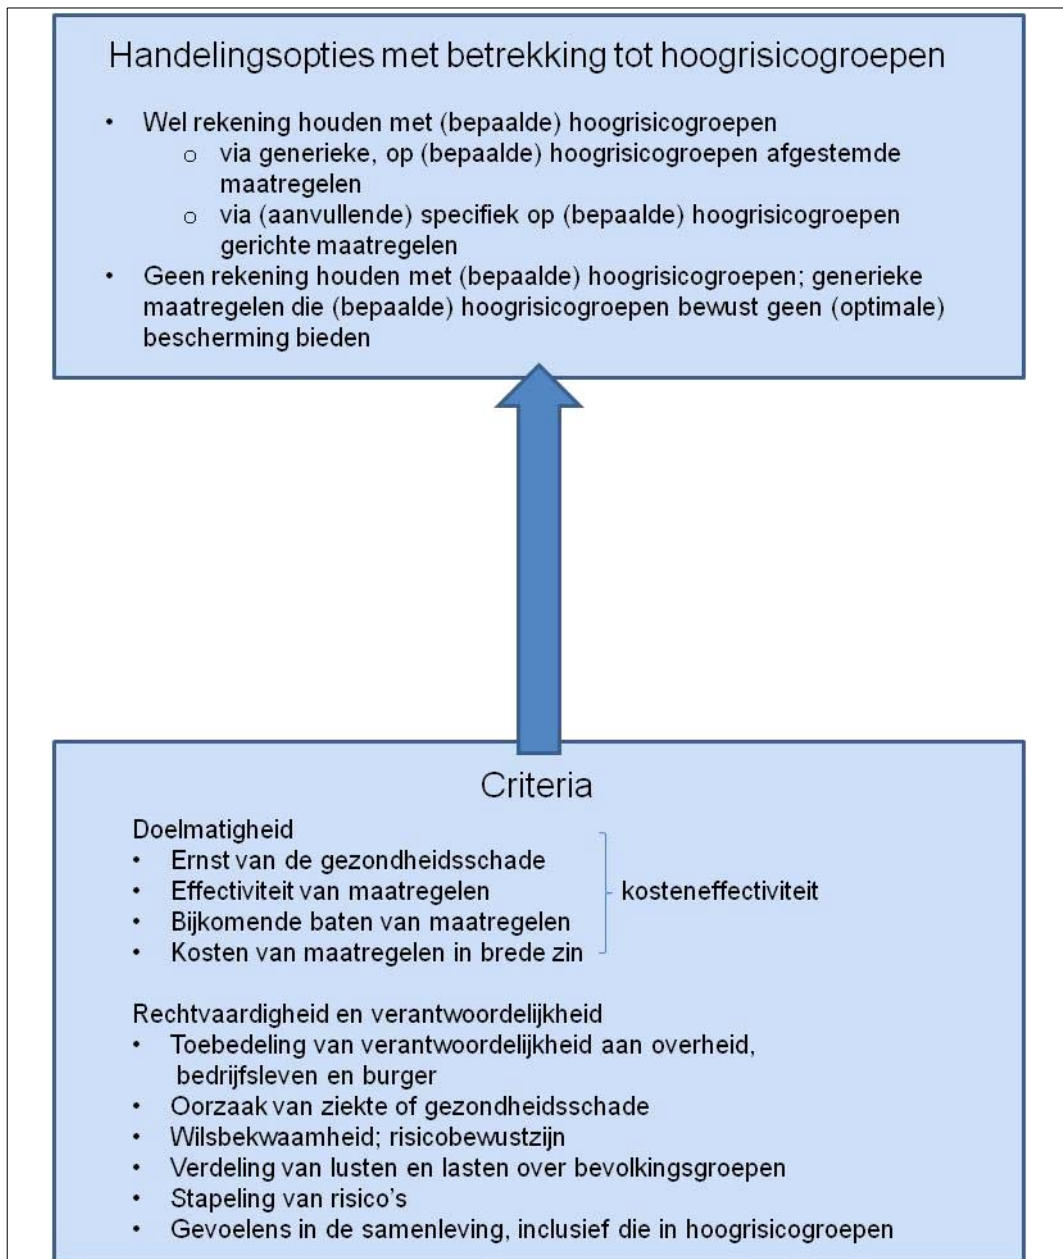 Handelingsopties met betrekking tot hoogrisicogroepen
• Wel rekening houden met (bepaalde) hoogrisicogroepen
o via generieke, op (bepaalde) hoogrisicogroepen afgestemde
maatregelen
o via (aanvullende) specifiek op (bepaalde) hoogrisicogroepen
gerichte maatregelen
• Geen rekening houden met (bepaalde) hoogrisicogroepen; generieke
maatregelen die (bepaalde) hoogrisicogroepen bewust geen (optimale)
bescherming bieden
Criteria
Doelmatigheid
• Ernst van de gezondheidsschade
• Effectiviteit van maatregelen
kosteneffectiviteit
• Bijkomende baten van maatregelen
• Kosten van maatregelen in brede zin
Rechtvaardigheid en verantwoordelijkheid
• Toebedeling van verantwoordelijkheid aan overheid,
bedrijfsleven en burger
• Oorzaak van ziekte of gezondheidsschade
• Wilsbekwaamheid; risicobewustzijn
• Verdeling van lusten en lasten over bevolkingsgroepen
• Stapeling van risico's
• Gevoelens in de samenleving, inclusief die in hoogrisicogroepen